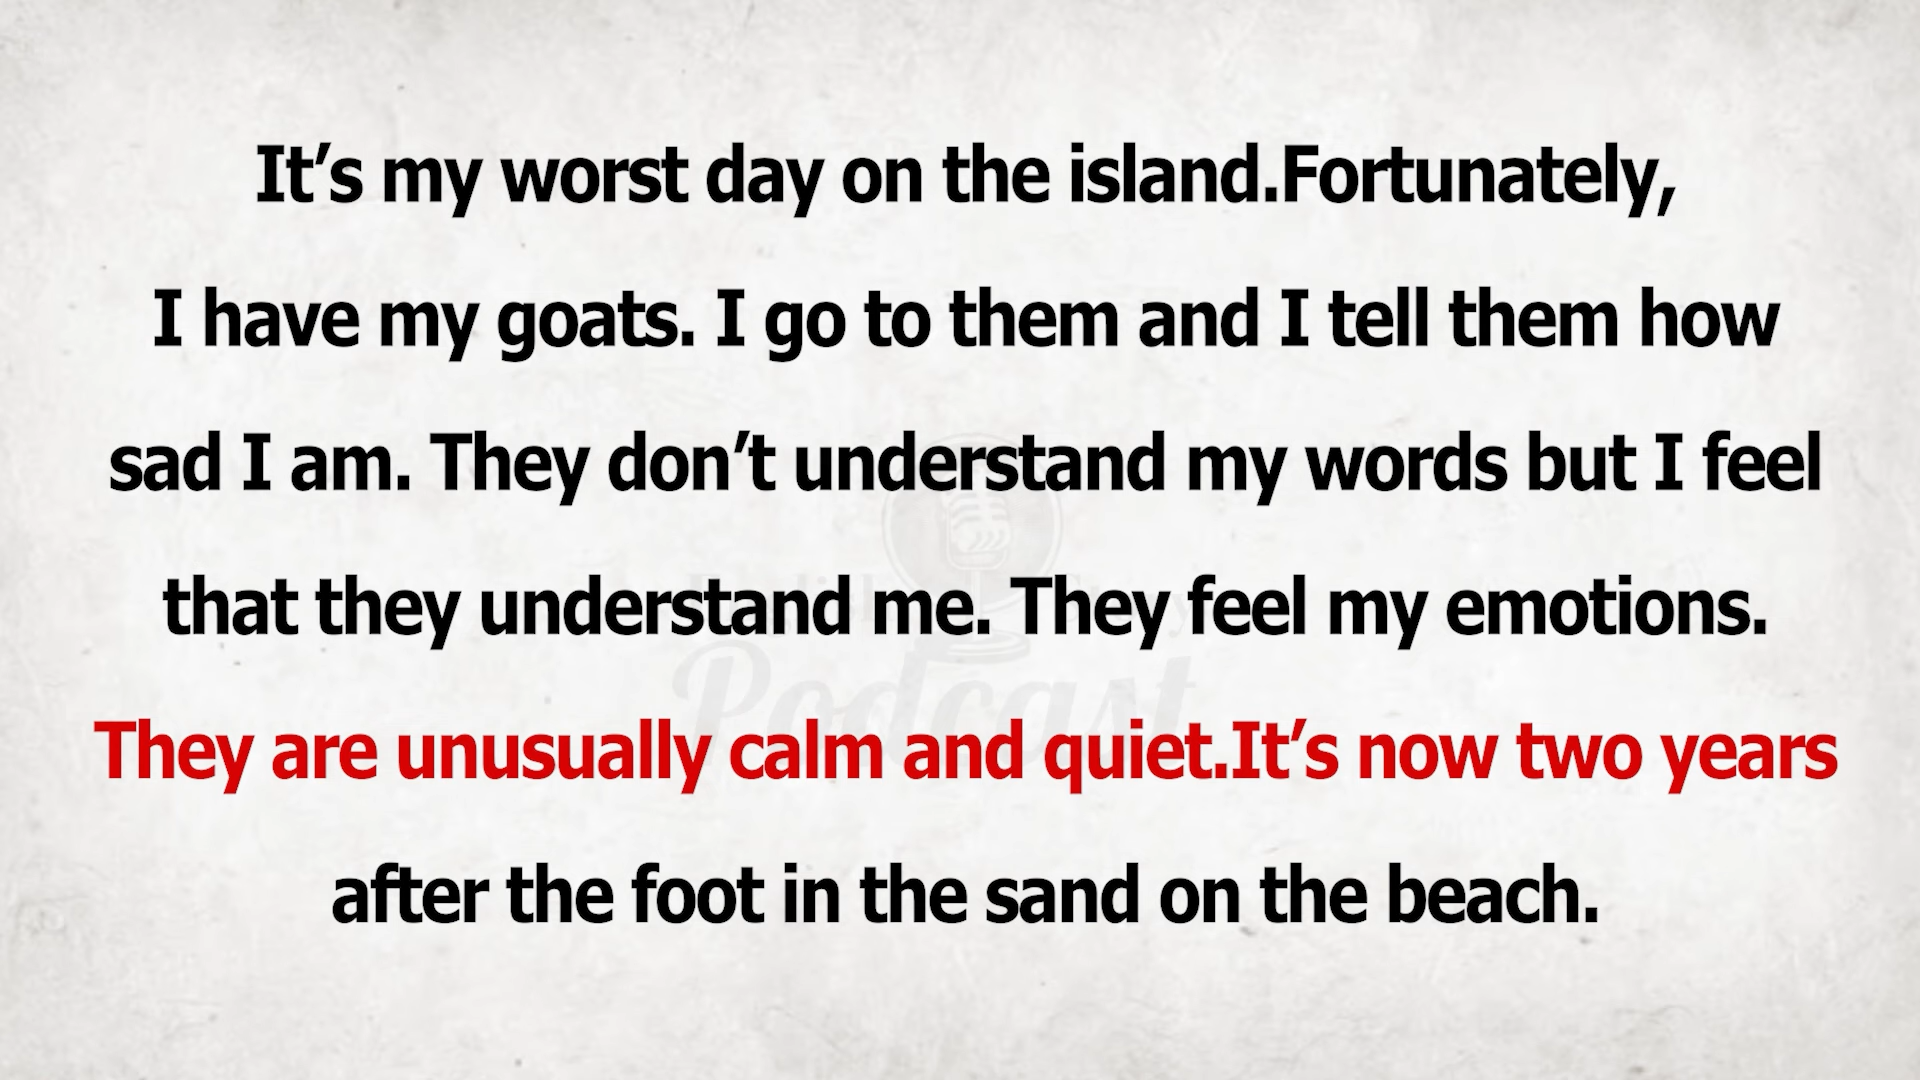 It’s my worst day on the island.Fortunately,
I have my goats. I go to them and I tell them how
sad I am. They don’t understand my words but I feel
that they understand me. They feel my emotions.
They are unusually calm and quiet.It’s now two years
after the foot in the sand on the beach.
Podcast